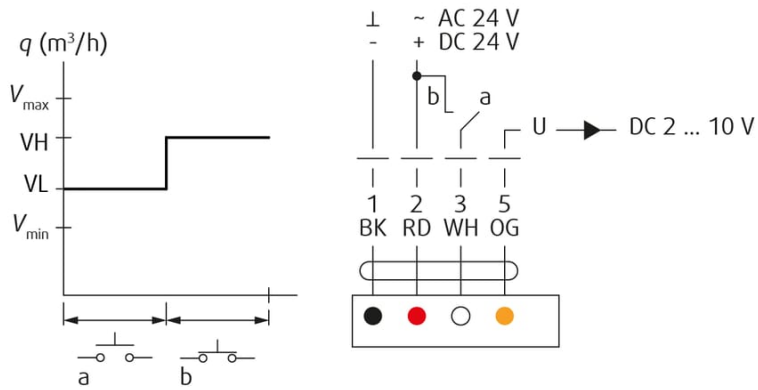 q (m³/h)
Vmax
VH
VL
Vmin
a
b
⊥ ~ AC 24 V
- + DC 24 V
b
a
U
DC 2 ... 10 V
1 2 3 5
BK RD WH OG